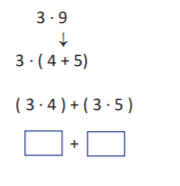 3 · 9
↓
3 · ( 4 + 5)
( 3 · 4 ) + ( 3 · 5 )
+